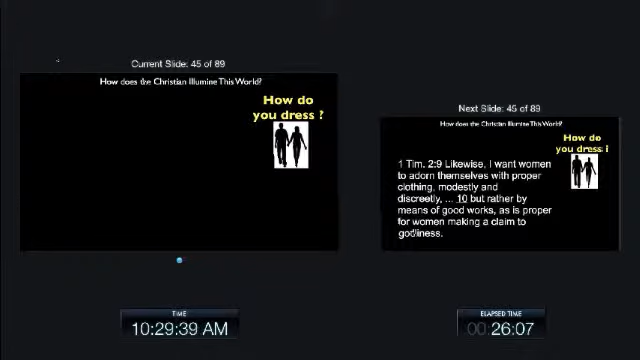 Current Slide: 45 of 89
How does the Christian Illumine This World?
How do
you dress ?
Next Slide: 45 of 89
How does the Christian Illumine This World?
How do
you dress ?
1 Tim. 2:9 Likewise, I want women
to adorn themselves with proper
clothing, modestly and
discreetly, ... 10 but rather by
means of good works, as is proper
for women making a claim to
godliness.
TIME
10:29:39 AM
ELAPSED TIME
00:26:07